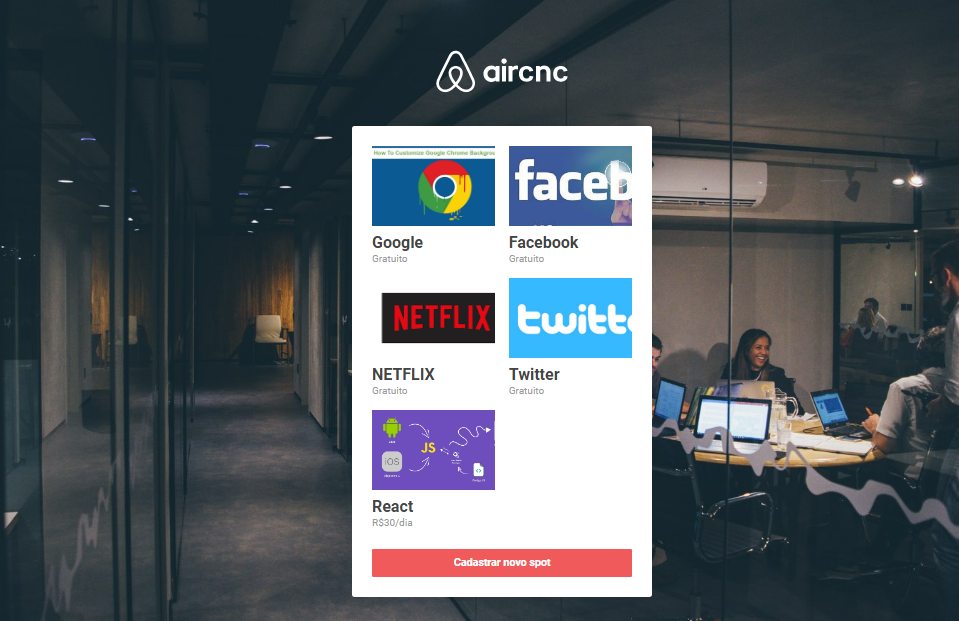 aircnc
How To Customize Google Chrome Backgrou
faceb
Google
Gratuito
Facebook
Gratuito
NETFLIX
twitte
NETFLIX
Gratuito
Twitter
Gratuito
JS
iOS
React
R$30/dia
Cadastrar novo spot